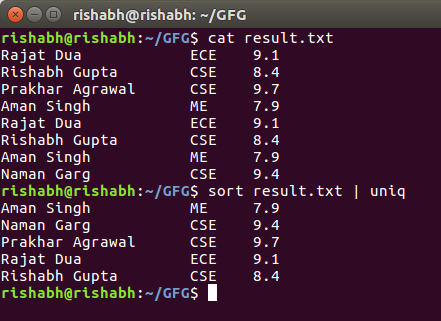 rishabh@rishabh: ~/GFG
rishabh@rishabh:~/GFG$ cat result.txt
Rajat Dua ECE 9.1
Rishabh Gupta CSE 8.4
Prakhar Agrawal CSE 9.7
Aman Singh ME 7.9
Rajat Dua ECE 9.1
Rishabh Gupta CSE 8.4
Aman Singh ME 7.9
Naman Garg CSE 9.4
rishabh@rishabh:~/GFG$ sort result.txt | uniq
Aman Singh ME 7.9
Naman Garg CSE 9.4
Prakhar Agrawal CSE 9.7
Rajat Dua ECE 9.1
Rishabh Gupta CSE 8.4
rishabh@rishabh:~/GFG$